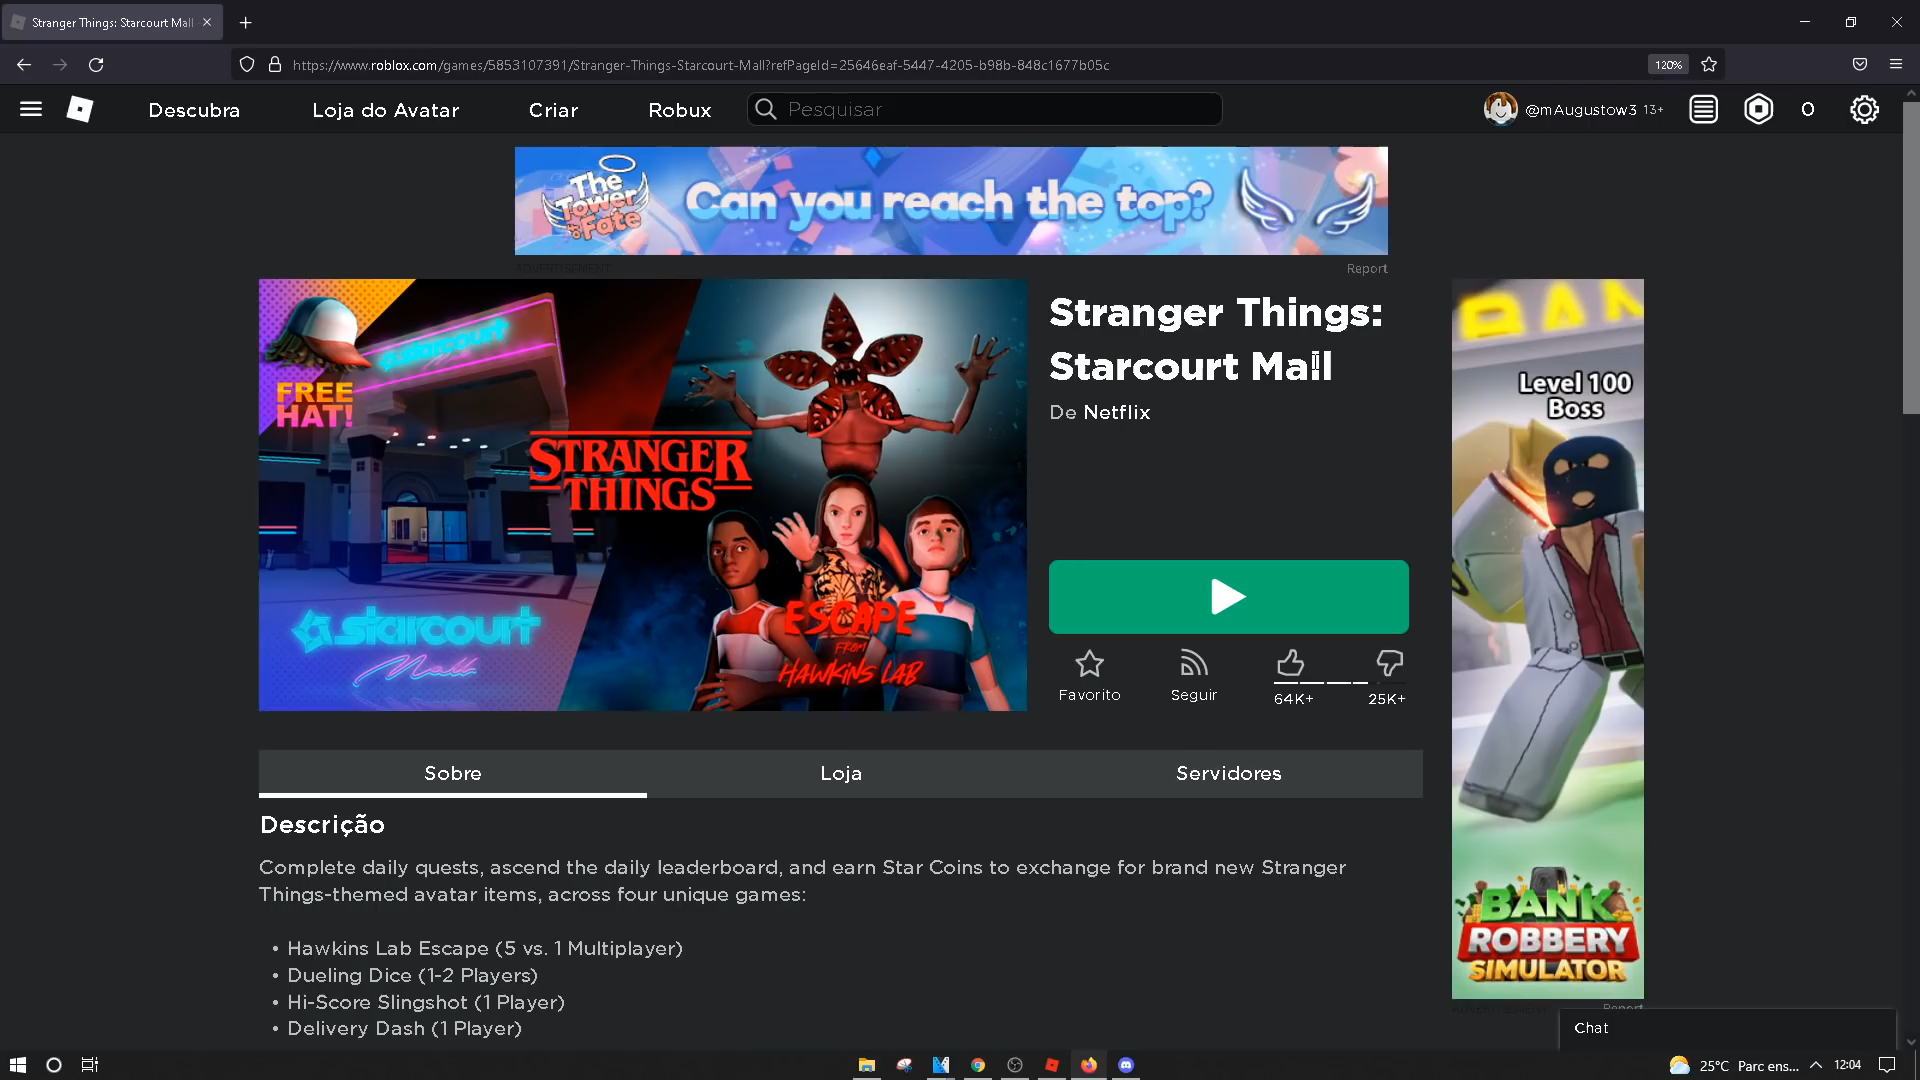 Stranger Things: Starcourt Mall
https://www.roblox.com/games/5853107391/Stranger-Things-Starcourt-Mall?refPageId=25646eaf-5447-4205-b98b-848c1677b05c
120%
Descubra
Loja do Avatar
Criar
Robux
Pesquisar
@mAugustow3 13+
0
The
Tower
of
Fate
Can you reach the top?
ADVERTISEMENT
Report
FREE
HAT!
starcourt
STRANGER
THINGS
starcourt
Mall
ESCAPE
FROM
HAWKINS LAB
Stranger Things:
Starcourt Mall
De Netflix
Favorito
Seguir
64K+
25K+
BAN
Level 100
Boss
BANK
ROBBERY
SIMULATOR
ADVERTISEMENT
Report
Sobre
Loja
Servidores
Descrição
Complete daily quests, ascend the daily leaderboard, and earn Star Coins to exchange for brand new Stranger
Things-themed avatar items, across four unique games:
• Hawkins Lab Escape (5 vs. 1 Multiplayer)
• Dueling Dice (1-2 Players)
• Hi-Score Slingshot (1 Player)
• Delivery Dash (1 Player)
Chat
25°C Parc ens...
12:04